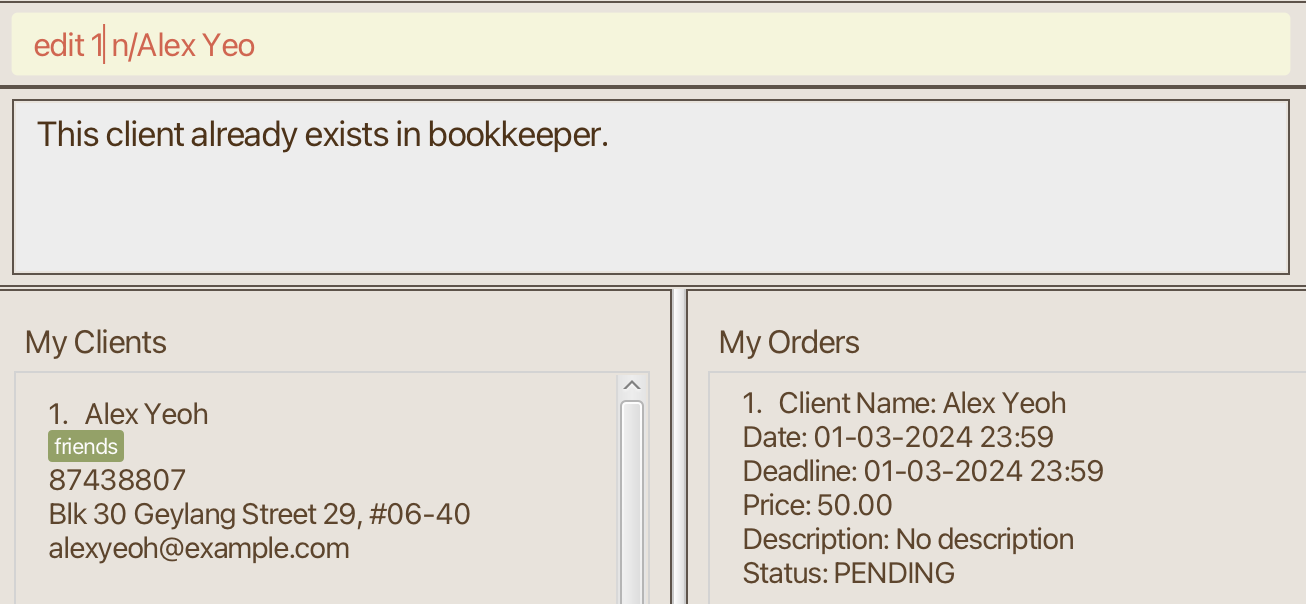 edit 1 n/Alex Yeo
This client already exists in bookkeeper.
My Clients
1. Alex Yeoh
friends
87438807
Blk 30 Geylang Street 29, #06-40
alexyeoh@example.com
My Orders
1. Client Name: Alex Yeoh
Date: 01-03-2024 23:59
Deadline: 01-03-2024 23:59
Price: 50.00
Description: No description
Status: PENDING